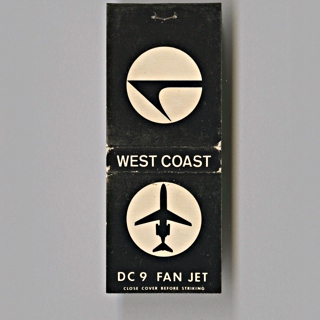 WEST COAST
DC 9 FAN JET
CLOSE COVER BEFORE STRIKING